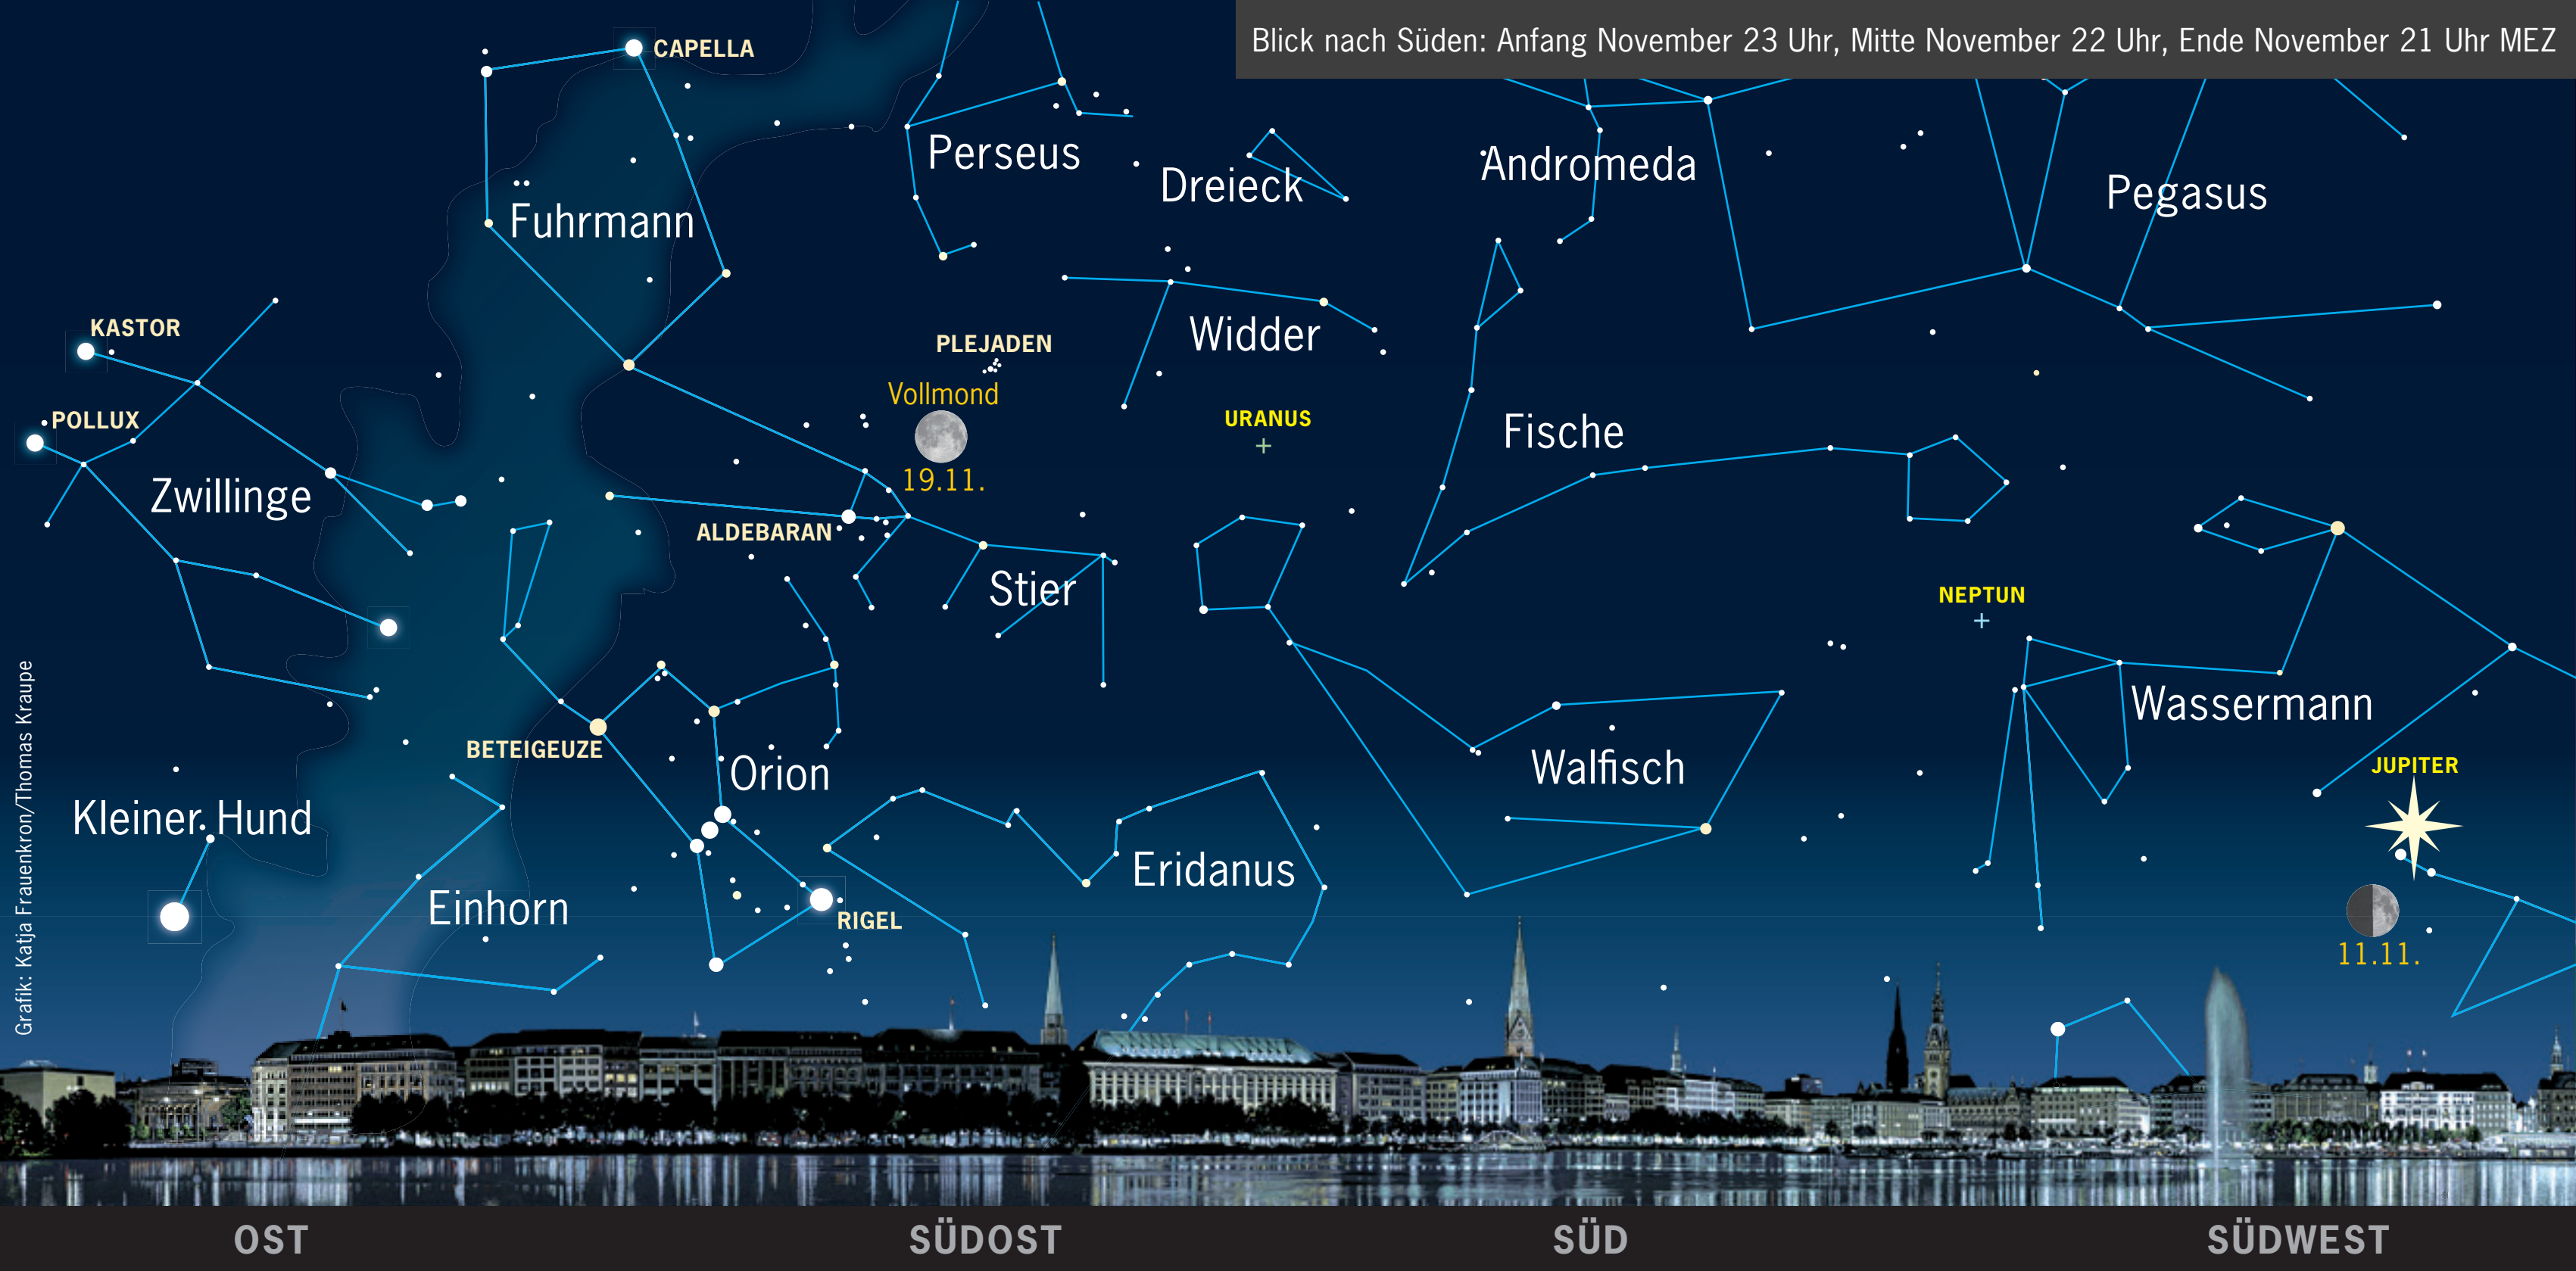 Blick nach Süden: Anfang November 23 Uhr, Mitte November 22 Uhr, Ende November 21 Uhr MEZ
CAPELLA
Perseus
Dreieck
Andromeda
Pegasus
Fuhrmann
KASTOR
PLEJADEN
Widder
Vollmond
POLLUX
URANUS
Fische
19.11.
Zwillinge
ALDEBARAN
Stier
NEPTUN
Wassermann
BETEIGEUZE
Orion
Walfisch
JUPITER
Kleiner Hund
Eridanus
Einhorn
RIGEL
11.11.
Grafik: Katja Frauenkron/Thomas Kraupe
OST
SÜDOST
SÜD
SÜDWEST